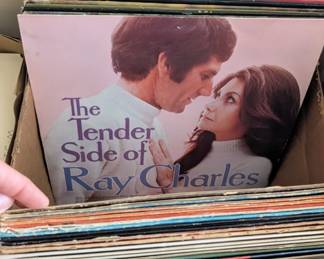 The
Tender
Side of
Ray Charles